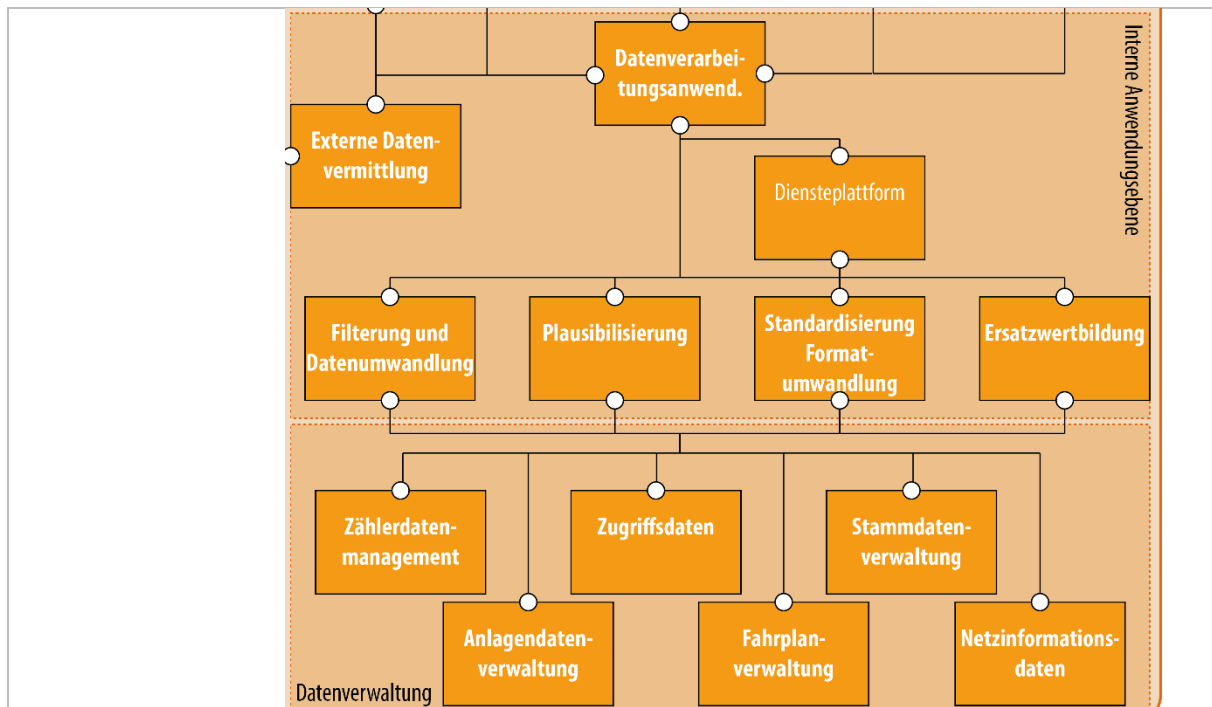 Interne Anwendungsebene
Datenverarbei-
tungsanwend.
Externe Daten-
vermittlung
Diensteplattform
Filterung und
Datenumwandlung
Plausibilisierung
Standardisierung
Format-
umwandlung
Ersatzwertbildung
Zählerdaten-
management
Zugriffsdaten
Stammdaten-
verwaltung
Anlagendaten-
verwaltung
Fahrplan-
verwaltung
Netzinformations-
daten
Datenverwaltung